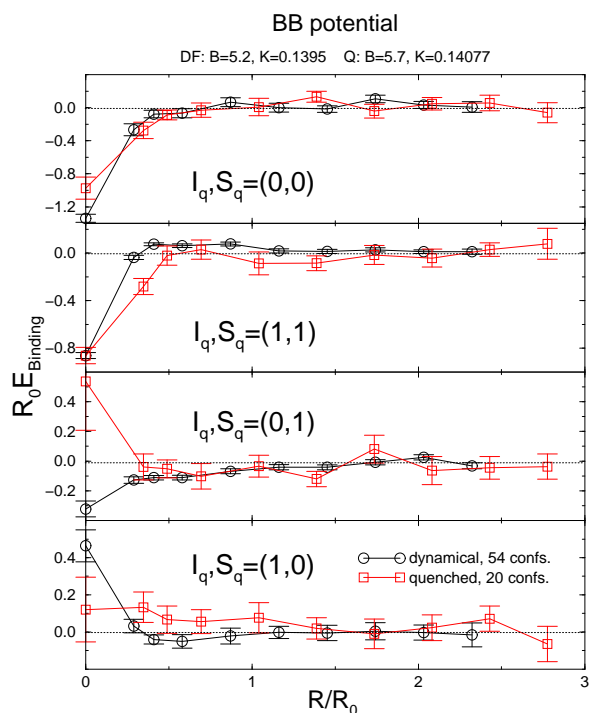 BB potential
DF: B=5.2, K=0.1395 Q: B=5.7, K=0.14077
R₀E_Binding
0.0
−0.4
−0.8
−1.2
I_q,S_q=(0,0)
0.0
−0.4
−0.8
I_q,S_q=(1,1)
0.4
0.2
0.0
−0.2
I_q,S_q=(0,1)
0.4
0.2
0.0
I_q,S_q=(1,0)
dynamical, 54 confs.
quenched, 20 confs.
0 1 2 3
R/R₀